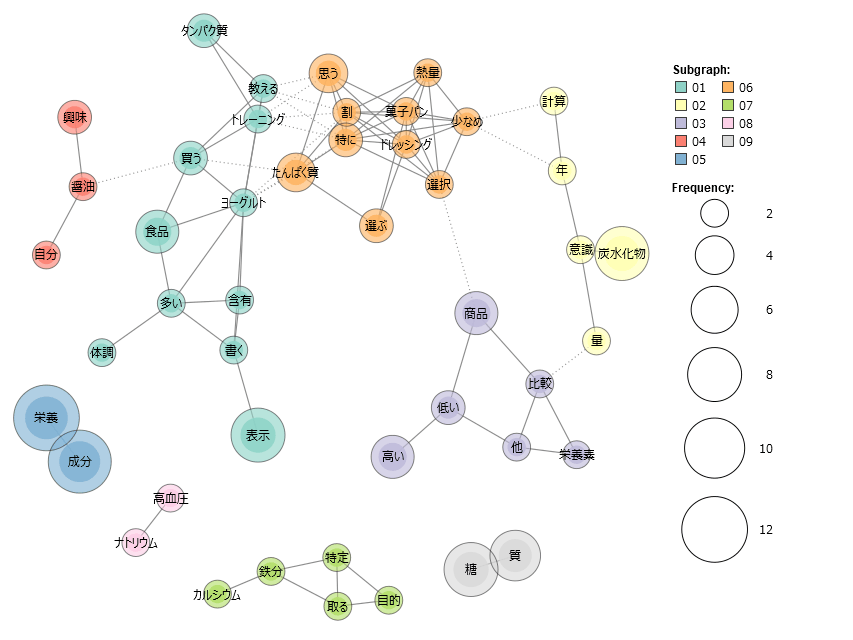 タンパク質
思う
熱量
教える
割
菓子パン
計算
興味
トレーニング
特に
ドレッシング
少なめ
買う
たんぱく質
年
醤油
選択
ヨーグルト
食品
選ぶ
自分
意識
炭水化物
多い
含有
商品
体調
書く
量
比較
低い
栄養
表示
成分
高い
他
栄養素
高血圧
ナトリウム
特定
質
鉄分
糖
カルシウム
取る
目的
Subgraph:
01 06
02 07
03 08
04 09
05
Frequency:
2
4
6
8
10
12